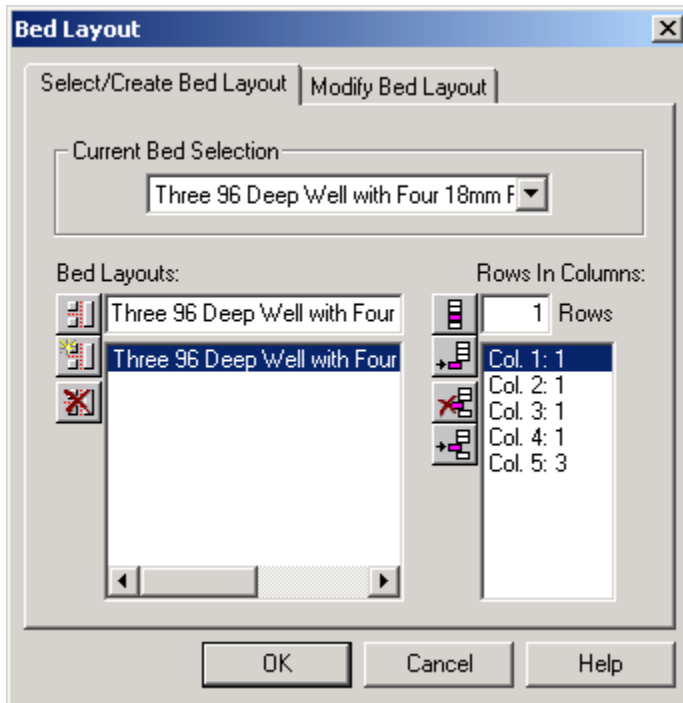 Bed Layout
Select/Create Bed Layout Modify Bed Layout
Current Bed Selection
Three 96 Deep Well with Four 18mm
Bed Layouts: Rows In Columns:
Three 96 Deep Well with Four 1 Rows
Three 96 Deep Well with Four Col. 1: 1
Col. 2: 1
Col. 3: 1
Col. 4: 1
Col. 5: 3
OK Cancel Help